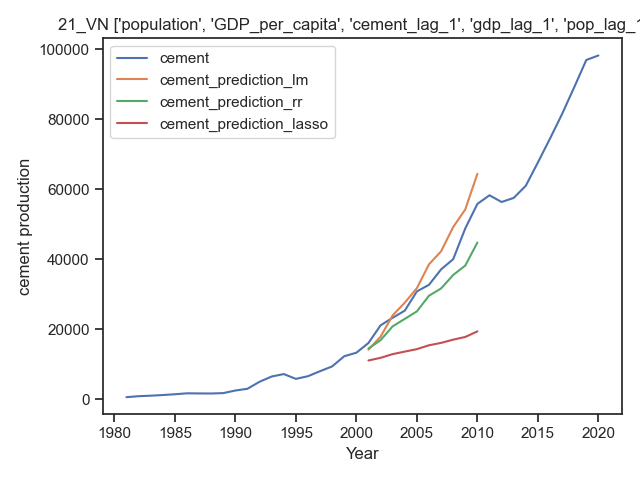 21_VN ['population', 'GDP_per_capita', 'cement_lag_1', 'gdp_lag_1', 'pop_lag_1
cement
cement_prediction_lm
cement_prediction_rr
cement_prediction_lasso
cement production
100000
80000
60000
40000
20000
0
1980 1985 1990 1995 2000 2005 2010 2015 2020
Year